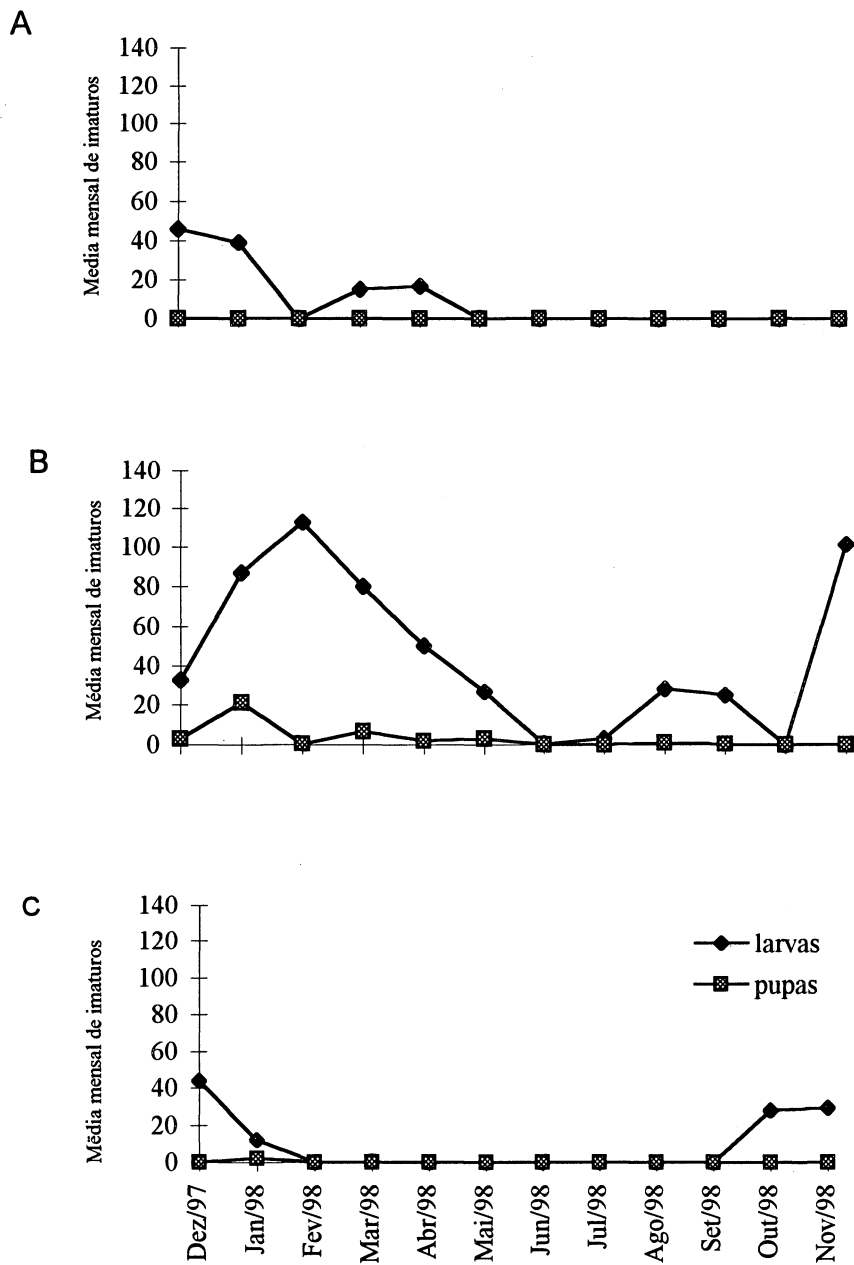 A
140
120
100
80
60
40
20
0
Media mensal de imaturos
B
140
120
100
80
60
40
20
0
Média mensal de imaturos
C
140
120
100
80
60
40
20
0
Média mensal de imaturos
larvas
pupas
Dez/97
Jan/98
Fev/98
Mar/98
Abr/98
Mai/98
Jun/98
Jul/98
Ago/98
Set/98
Out/98
Nov/98